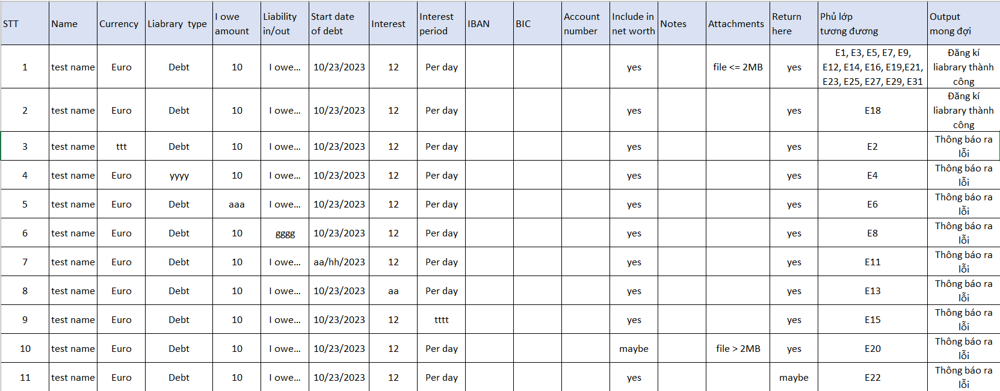 STT Name Currency Liabrary type I owe amount Liability in/out Start date of debt Interest Interest period IBAN BIC Account number Include in net worth Notes Attachments Return here Phủ lớp tương đương Output mong đợi
1 test name Euro Debt 10 I owe... 10/23/2023 12 Per day yes file <= 2MB yes E1, E3, E5, E7, E9, E12, E14, E16, E19,E21, E23, E25, E27, E29, E31 Đăng kí liabrary thành công
2 test name Euro Debt 10 I owe... 10/23/2023 12 Per day yes yes E18 Đăng kí liabrary thành công
3 test name ttt Debt 10 I owe... 10/23/2023 12 Per day yes yes E2 Thông báo ra lỗi
4 test name Euro yyyy 10 I owe... 10/23/2023 12 Per day yes yes E4 Thông báo ra lỗi
5 test name Euro Debt aaa I owe... 10/23/2023 12 Per day yes yes E6 Thông báo ra lỗi
6 test name Euro Debt 10 gggg 10/23/2023 12 Per day yes yes E8 Thông báo ra lỗi
7 test name Euro Debt 10 I owe... aa/hh/2023 12 Per day yes yes E11 Thông báo ra lỗi
8 test name Euro Debt 10 I owe... 10/23/2023 aa Per day yes yes E13 Thông báo ra lỗi
9 test name Euro Debt 10 I owe... 10/23/2023 12 tttt yes yes E15 Thông báo ra lỗi
10 test name Euro Debt 10 I owe... 10/23/2023 12 Per day maybe file > 2MB yes E20 Thông báo ra lỗi
11 test name Euro Debt 10 I owe... 10/23/2023 12 Per day yes maybe E22 Thông báo ra lỗi